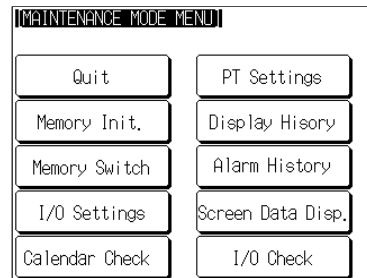 [MAINTENANCE MODE MENU]
Quit
PT Settings
Memory Init.
Display Hisory
Memory Switch
Alarm History
I/O Settings
Screen Data Disp.
Calendar Check
I/O Check